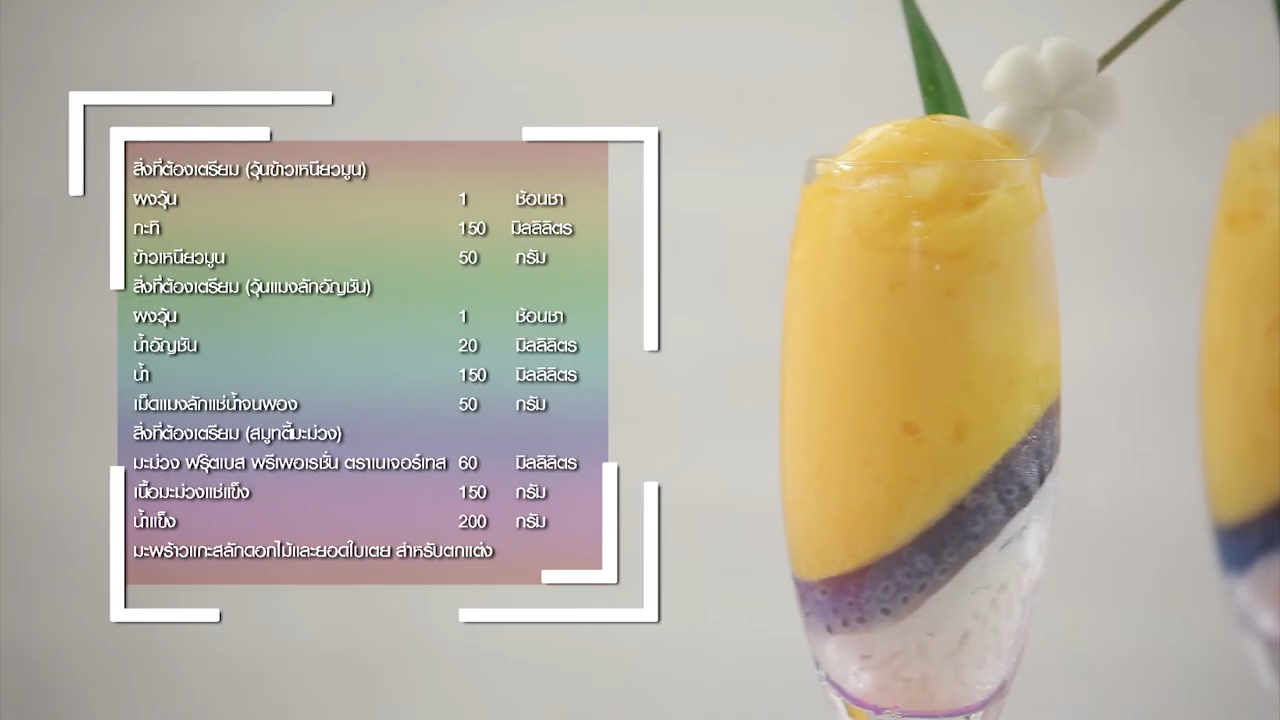 สิ่งที่ต้องเตรียม (วุ้นข้าวเหนียวมูน)
ผงวุ้น 1 ช้อนชา
กะทิ 150 มิลลิลิตร
ข้าวเหนียวมูน 50 กรัม
สิ่งที่ต้องเตรียม (วุ้นแมงลักอัญชัน)
ผงวุ้น 1 ช้อนชา
น้ำอัญชัน 20 มิลลิลิตร
น้ำ 150 มิลลิลิตร
เม็ดแมงลักแช่น้ำจนพอง 50 กรัม
สิ่งที่ต้องเตรียม (สมูทตี้มะม่วง)
มะม่วง ฟรุ๊ตเบส พรีเพอเรชั่น ตราเนเจอร์เทส 60 มิลลิลิตร
เนื้อมะม่วงแช่แข็ง 150 กรัม
น้ำแข็ง 200 กรัม
มะพร้าวแกะสลักดอกไม้และยอดใบเตย สำหรับตกแต่ง